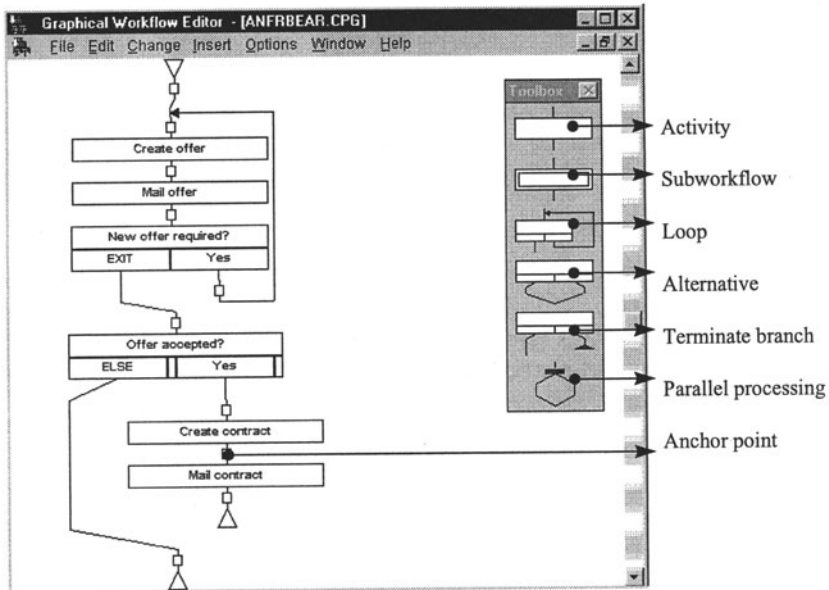 Graphical Workflow Editor - [ANFRBEAR.CPG]
File Edit Change Insert Options Window Help
Create offer
Mail offer
New offer required?
EXIT Yes
Offer accepted?
ELSE Yes
Create contract
Mail contract
Toolbox
Activity
Subworkflow
Loop
Alternative
Terminate branch
Parallel processing
Anchor point